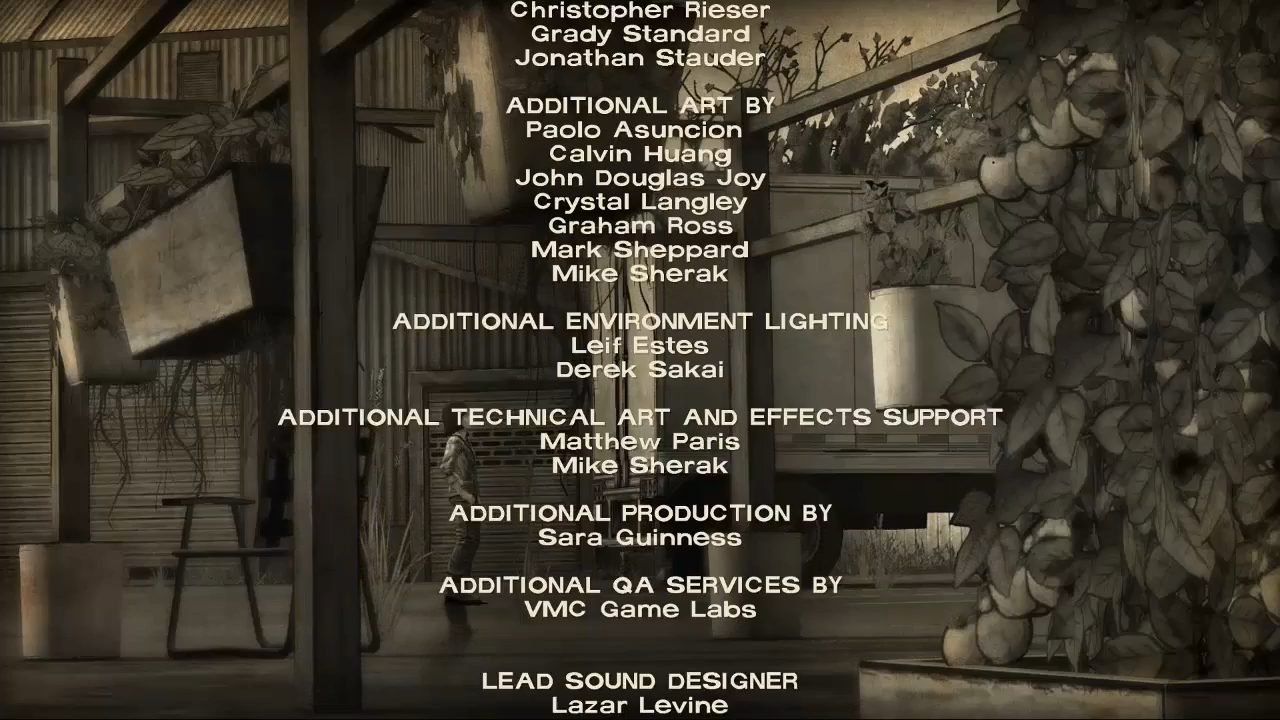 Christopher Rieser
Grady Standard
Jonathan Stauder
ADDITIONAL ART BY
Paolo Asuncion
Calvin Huang
John Douglas Joy
Crystal Langley
Graham Ross
Mark Sheppard
Mike Sherak
ADDITIONAL ENVIRONMENT LIGHTING
Leif Estes
Derek Sakai
ADDITIONAL TECHNICAL ART AND EFFECTS SUPPORT
Matthew Paris
Mike Sherak
ADDITIONAL PRODUCTION BY
Sara Guinness
ADDITIONAL QA SERVICES BY
VMC Game Labs
LEAD SOUND DESIGNER
Lazar Levine